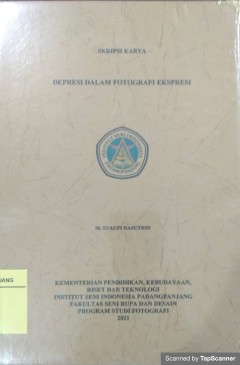 SKRIPSI KARYA
DEPRESI DALAM FOTOGRAFI EKSPRESI
M. SYAUFI NASUTION
KEMENTERIAN PENDIDIKAN, KEBUDAYAAN,
RISET DAN TEKNOLOGI
INSTITUT SENI INDONESIA PADANGPANJANG
FAKULTAS SENI RUPA DAN DESAIN
PROGRAM STUDI FOTOGRAFI
2021
Scanned by TapScanner